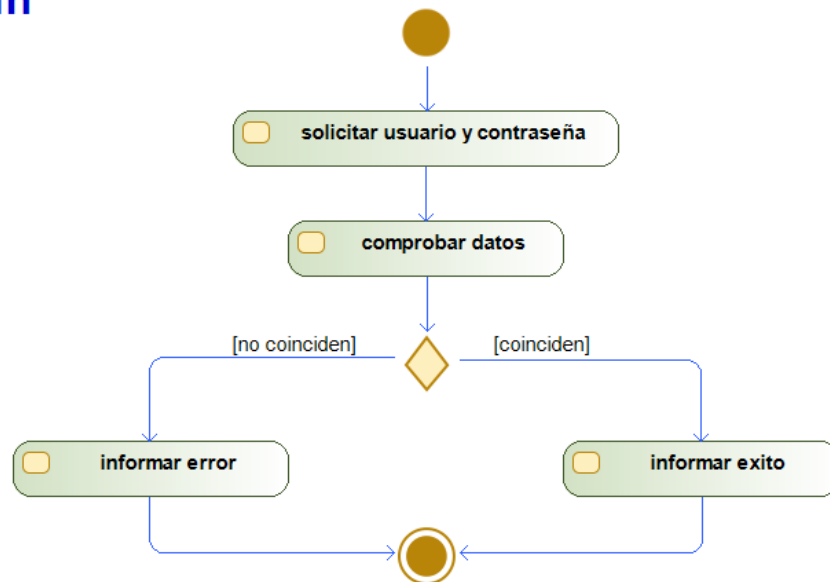 solicitar usuario y contraseña
comprobar datos
[no coinciden]
[coinciden]
informar error
informar exito